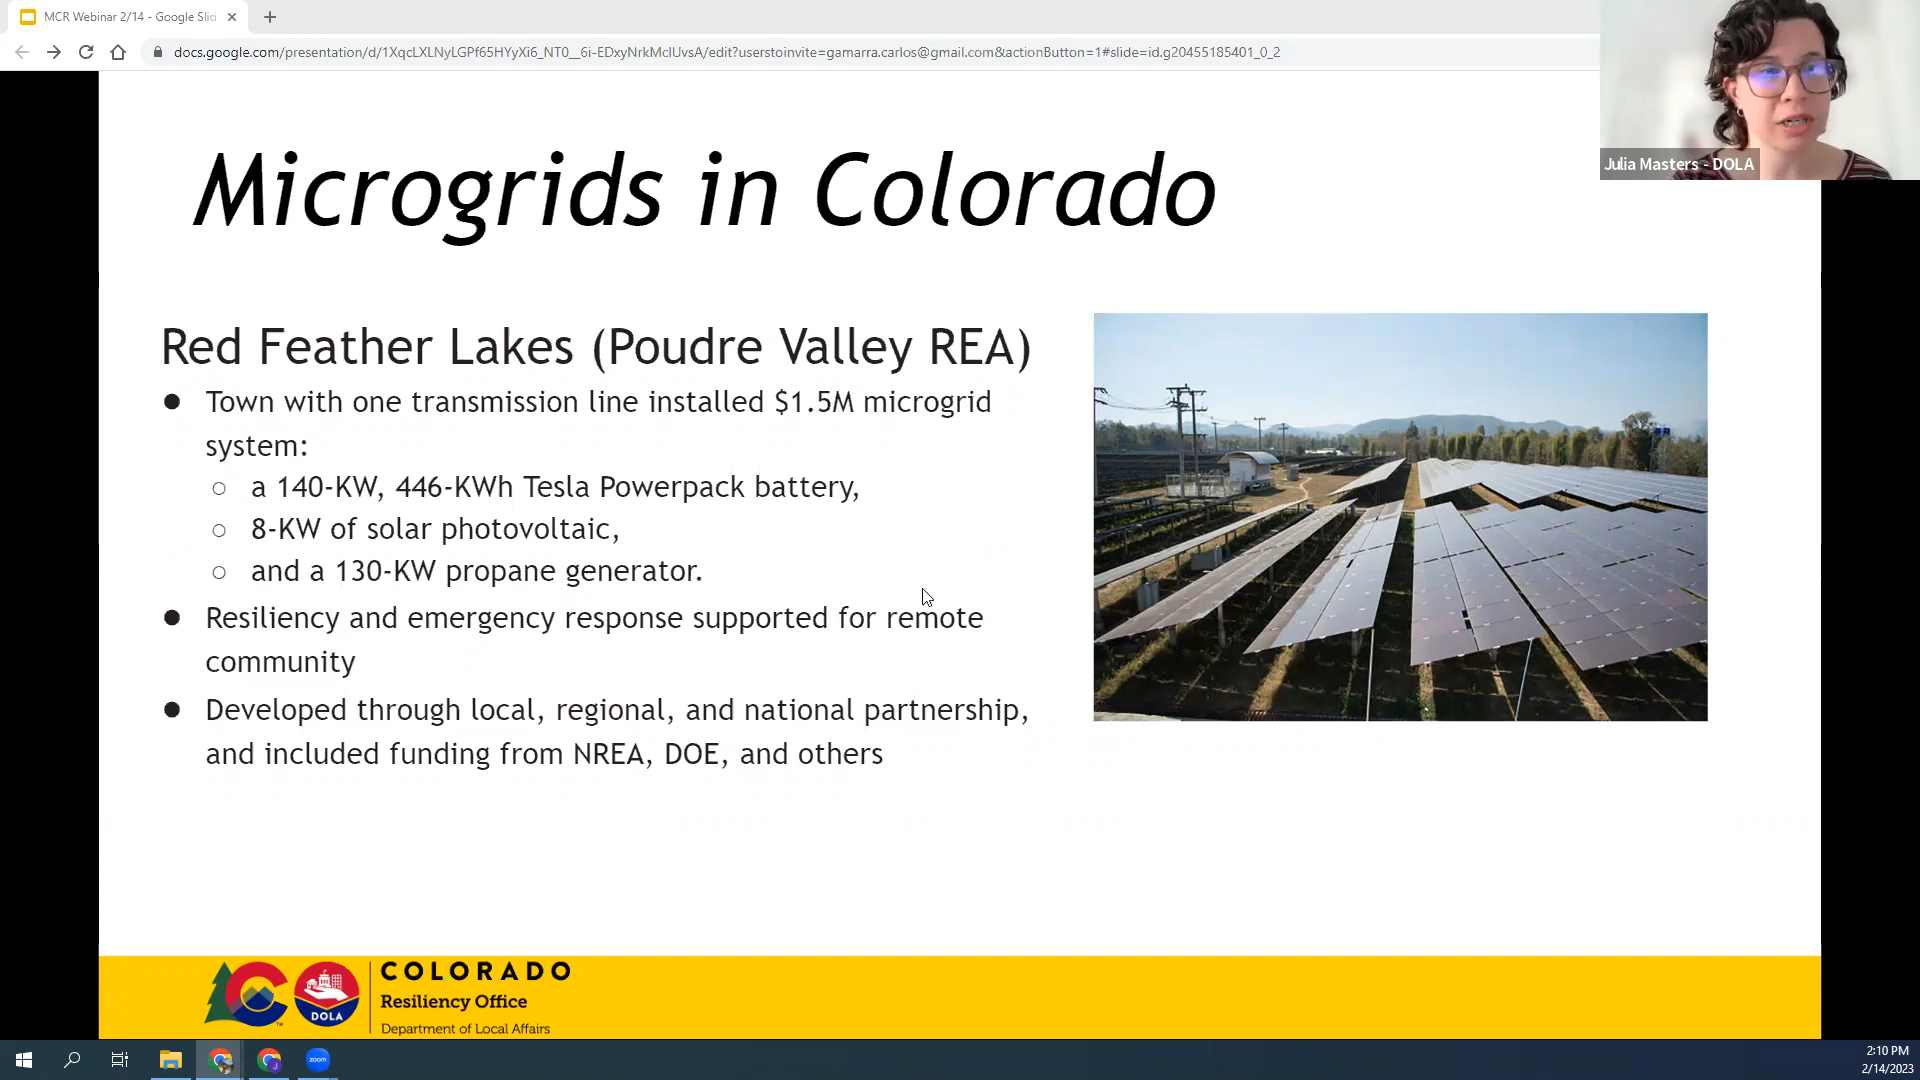 MCR Webinar 2/14 - Google Slid
docs.google.com/presentation/d/1XqcLXLNyLGPf65HYyXi6_NT0__6i-EDxyNrkMcIUvsA/edit?userstoinvite=gamarra.carlos@gmail.com&actionButton=1#slide=id.g20455185401_0_2
Julia Masters - DOLA
Microgrids in Colorado
Red Feather Lakes (Poudre Valley REA)
● Town with one transmission line installed $1.5M microgrid
system:
○ a 140-KW, 446-KWh Tesla Powerpack battery,
○ 8-KW of solar photovoltaic,
○ and a 130-KW propane generator.
● Resiliency and emergency response supported for remote
community
● Developed through local, regional, and national partnership,
and included funding from NREA, DOE, and others
DOLA
COLORADO
Resiliency Office
Department of Local Affairs
zoom
2:10 PM
2/14/2023